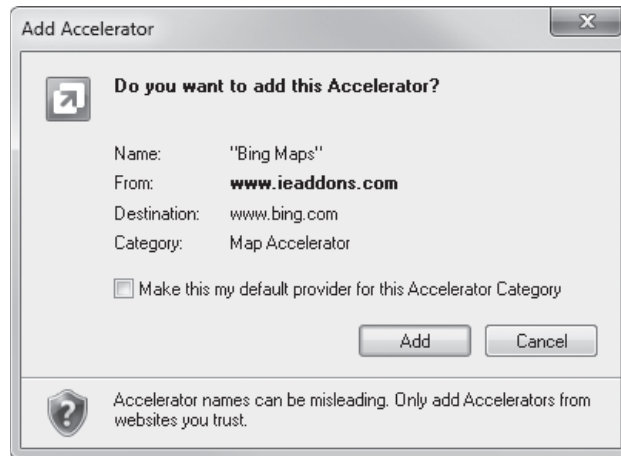 Add Accelerator
Do you want to add this Accelerator?
Name: "Bing Maps"
From: www.ieaddons.com
Destination: www.bing.com
Category: Map Accelerator
Make this my default provider for this Accelerator Category
Add Cancel
Accelerator names can be misleading. Only add Accelerators from
websites you trust.